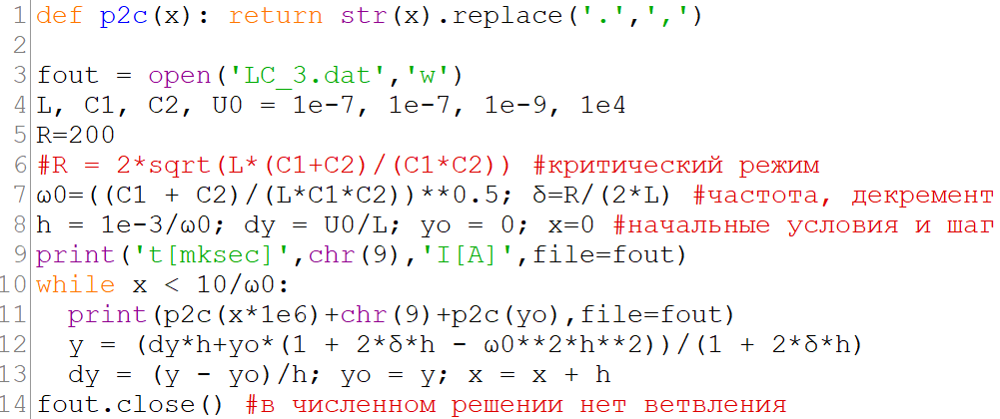 1 def p2c(x): return str(x).replace('.',',')
2
3 fout = open('LC_3.dat','w')
4 L, C1, C2, U0 = 1e-7, 1e-7, 1e-9, 1e4
5 R=200
6 #R = 2*sqrt(L*(C1+C2)/(C1*C2)) #критический режим
7 ω0=((C1 + C2)/(L*C1*C2))**0.5; δ=R/(2*L) #частота, декремент
8 h = 1e-3/ω0; dy = U0/L; yo = 0; x=0 #начальные условия и шаг
9 print('t[mksec]',chr(9),'I[A]',file=fout)
10 while x < 10/ω0:
11   print(p2c(x*1e6)+chr(9)+p2c(yo),file=fout)
12   y = (dy*h+yo*(1 + 2*δ*h - ω0**2*h**2))/(1 + 2*δ*h)
13   dy = (y - yo)/h; yo = y; x = x + h
14 fout.close() #в численном решении нет ветвления